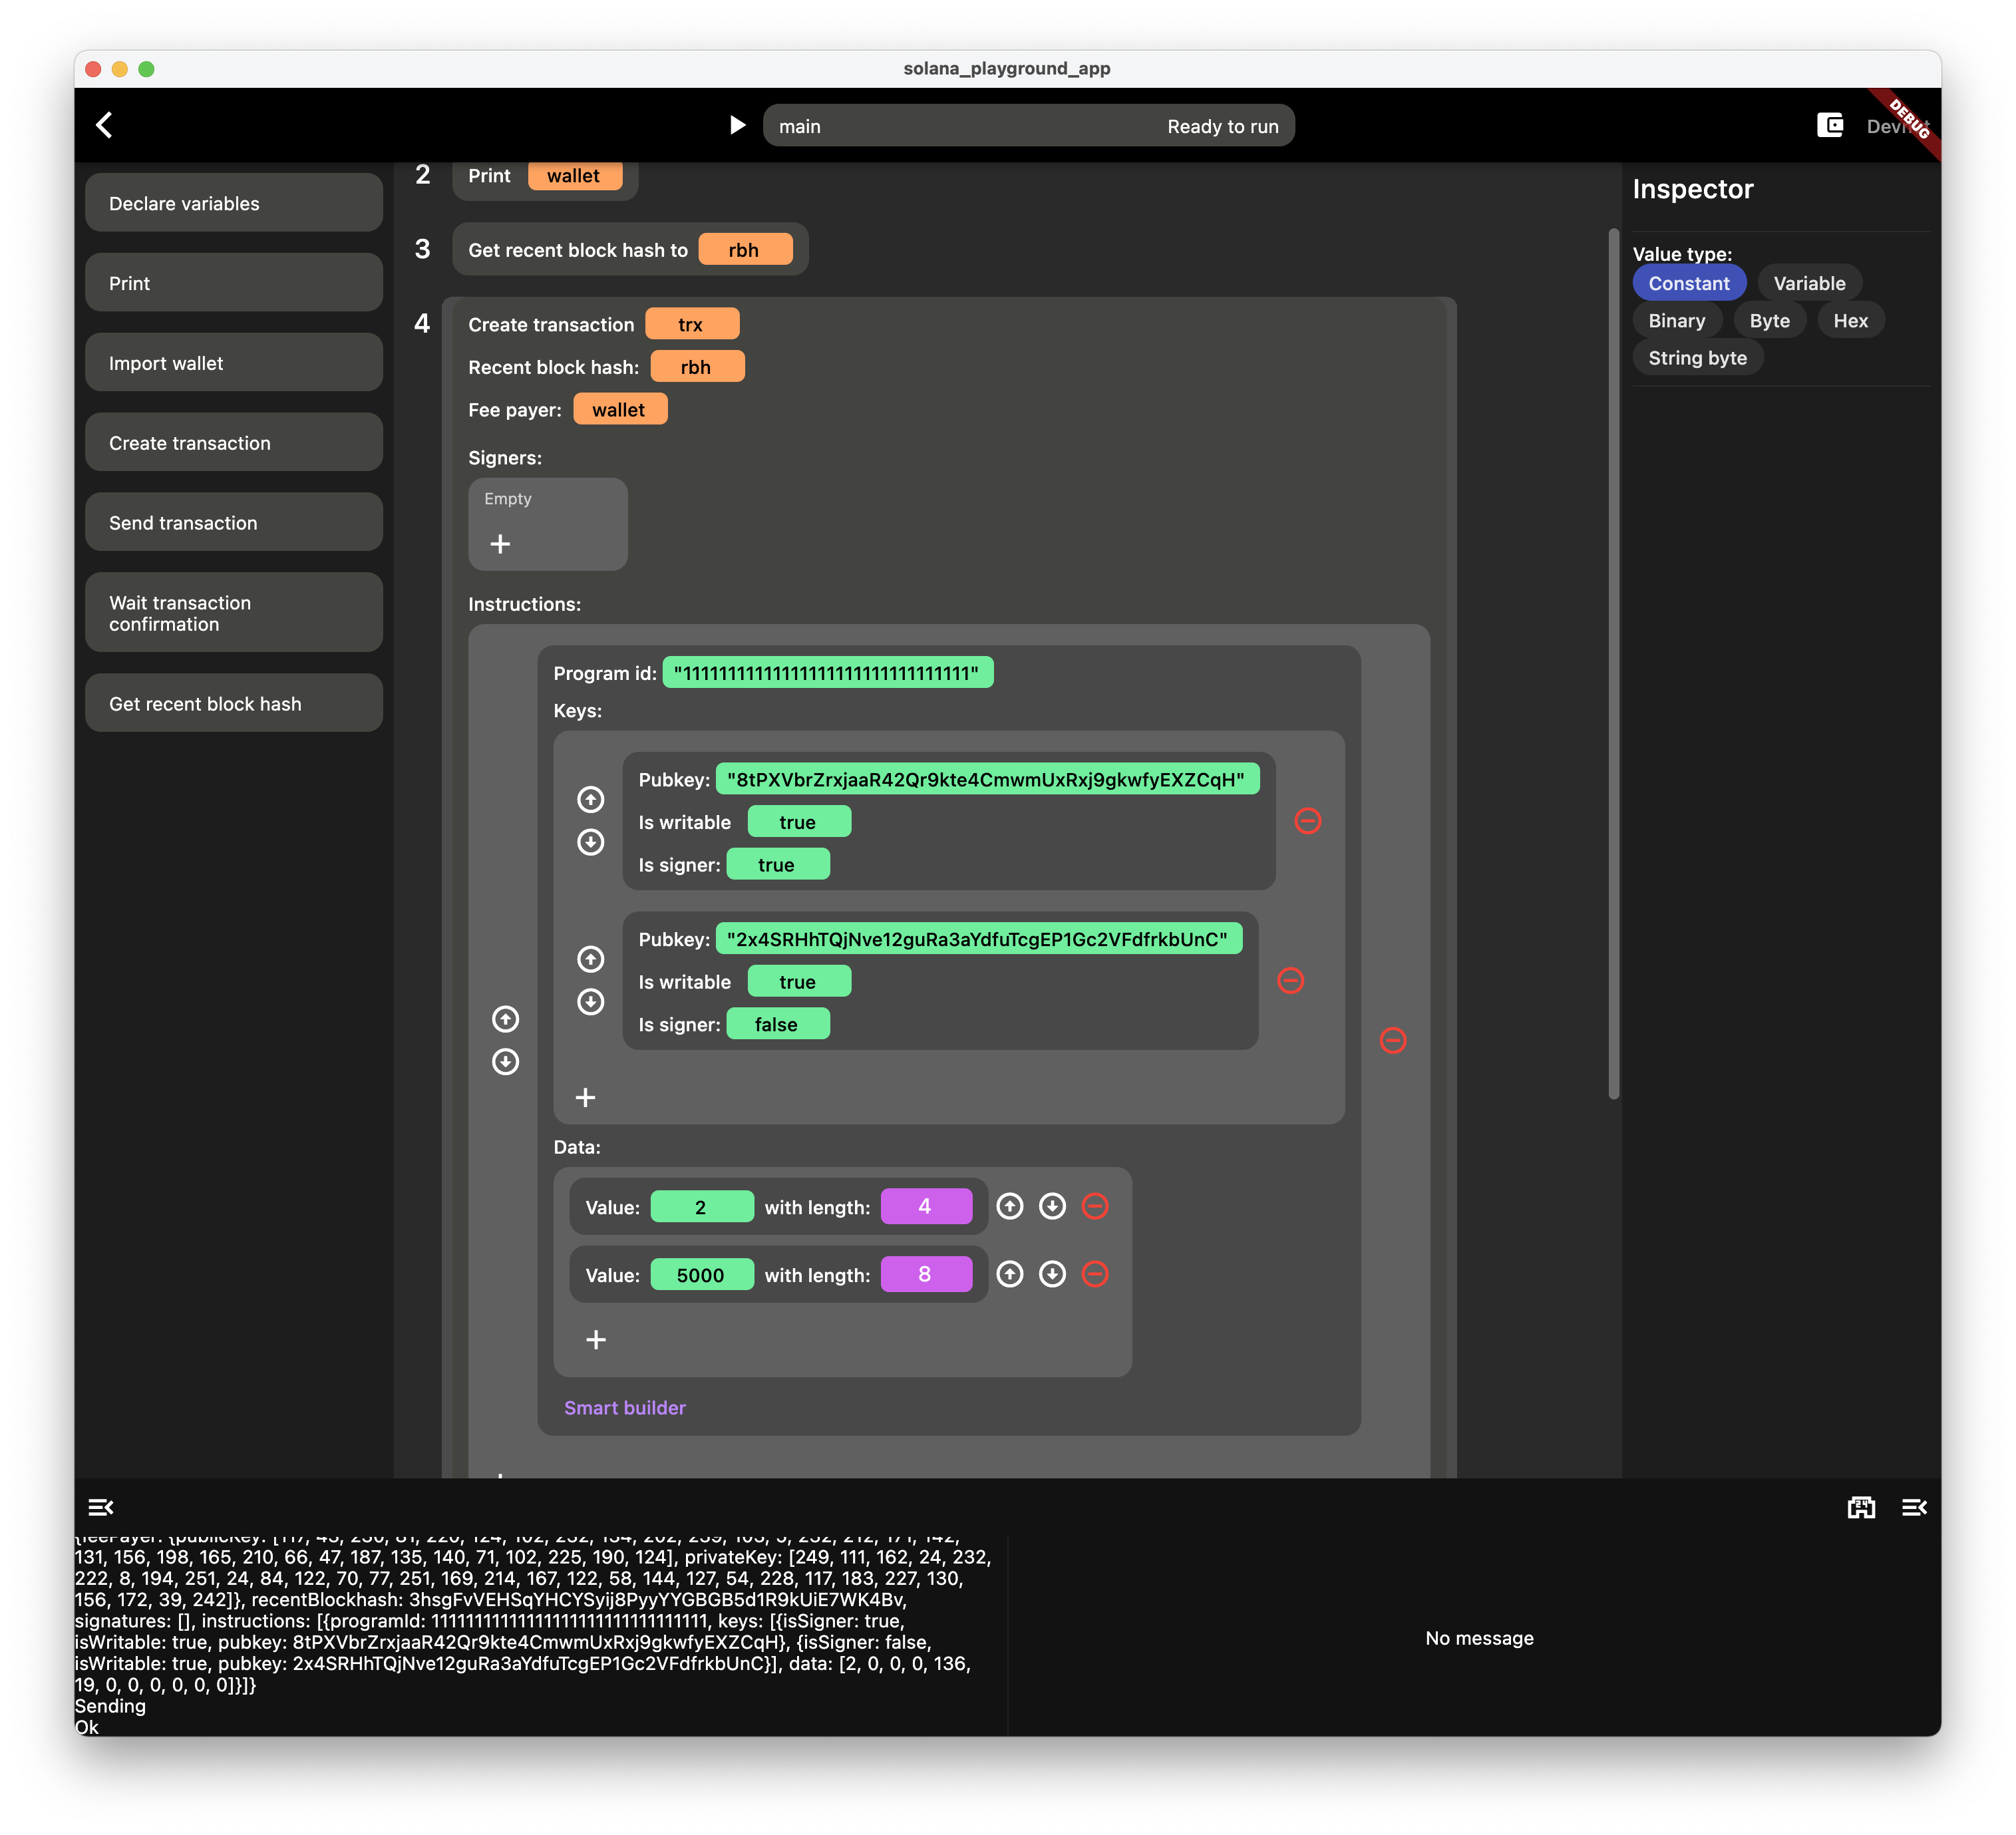 solana_playground_app
main Ready to run
DEBUG
Declare variables
Print
Import wallet
Create transaction
Send transaction
Wait transaction
confirmation
Get recent block hash
2 Print wallet
3 Get recent block hash to rbh
4 Create transaction trx
Recent block hash: rbh
Fee payer: wallet
Signers:
Empty
Instructions:
Program id: "11111111111111111111111111111111"
Keys:
Pubkey: "8tPXVbrZrxjaaR42Qr9kte4CmwmUxRxj9gkwfyEXZCqH"
Is writable true
Is signer: true
Pubkey: "2x4SRHhTQjNve12guRa3aYdfuTcgEP1Gc2VFdfrkbUnC"
Is writable true
Is signer: false
Data:
Value: 2 with length: 4
Value: 5000 with length: 8
Smart builder
Inspector
Value type:
Constant Variable
Binary Byte Hex
String byte
131, 156, 198, 165, 210, 66, 47, 187, 135, 140, 71, 102, 225, 190, 124], privateKey: [249, 111, 162, 24, 232,
222, 8, 194, 251, 24, 84, 122, 70, 77, 251, 169, 214, 167, 122, 58, 144, 127, 54, 228, 117, 183, 227, 130,
156, 172, 39, 242]}, recentBlockhash: 3hsgFvVEHSqYHCYSyij8PyyYYGBGB5d1R9kUiE7WK4Bv,
signatures: [], instructions: [{programId: 11111111111111111111111111111111, keys: [{isSigner: true,
isWritable: true, pubkey: 8tPXVbrZrxjaaR42Qr9kte4CmwmUxRxj9gkwfyEXZCqH}, {isSigner: false,
isWritable: true, pubkey: 2x4SRHhTQjNve12guRa3aYdfuTcgEP1Gc2VFdfrkbUnC}], data: [2, 0, 0, 0, 136,
19, 0, 0, 0, 0, 0, 0]}]}
Sending
Ok
No message